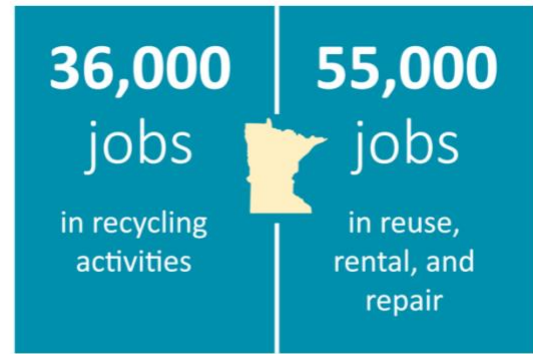 36,000
jobs
in recycling
activities
55,000
jobs
in reuse,
rental, and
repair